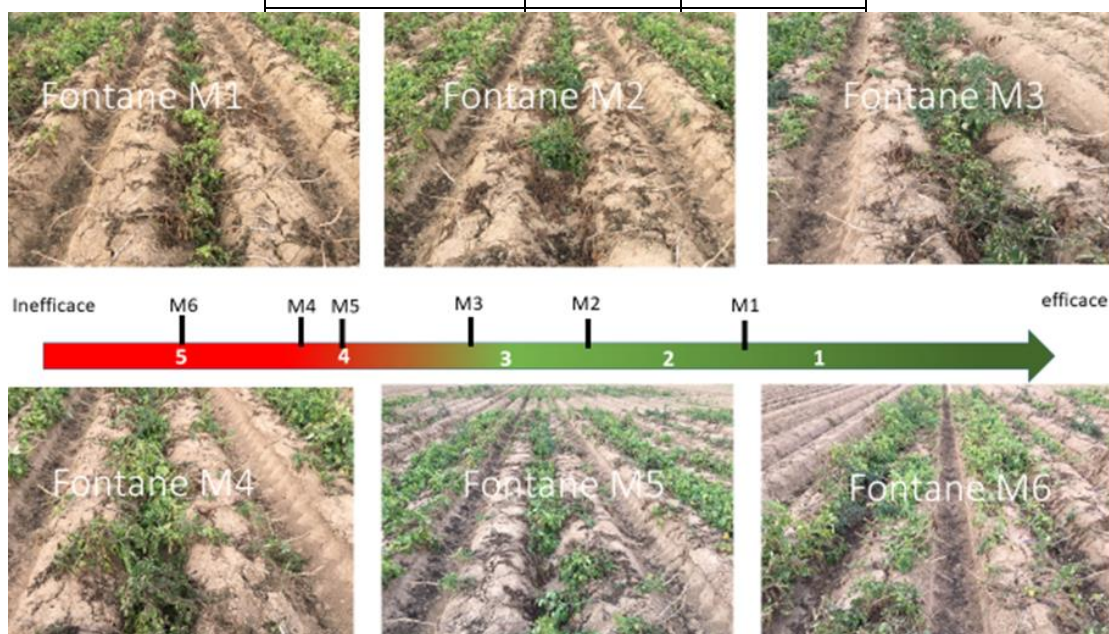 Fontane M1
Fontane M2
Fontane M3
Inefficace
M6
M4
M5
M3
M2
M1
efficace
5
4
3
2
1
Fontane M4
Fontane M5
Fontane M6